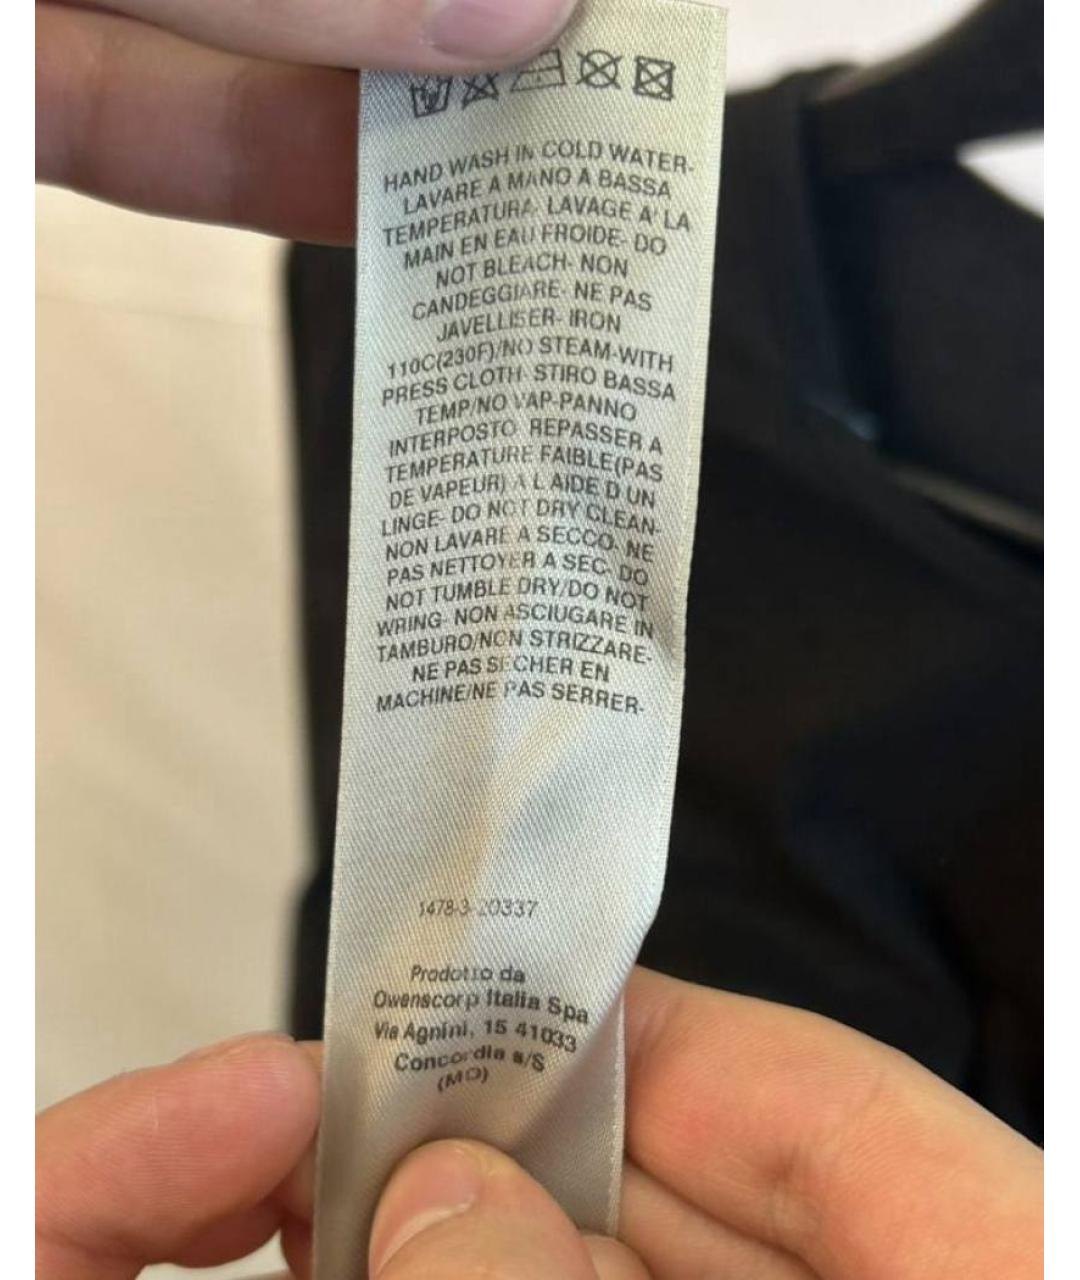 HAND WASH IN COLD WATER-
LAVARE A MANO A BASSA
TEMPERATURA- LAVAGE A' LA
MAIN EN EAU FROIDE- DO
NOT BLEACH- NON
CANDEGGIARE- NE PAS
JAVELLISER- IRON
110C(230F)/NO STEAM-WITH
PRESS CLOTH- STIRO BASSA
TEMP/NO VAP-PANNO
INTERPOSTO- REPASSER A
TEMPERATURE FAIBLE(PAS
DE VAPEUR) A L AIDE D UN
LINGE- DO NOT DRY CLEAN-
NON LAVARE A SECCO- NE
PAS NETTOYER A SEC- DO
NOT TUMBLE DRY/DO NOT
WRING- NON ASCIUGARE IN
TAMBURO/NON STRIZZARE-
NE PAS SECHER EN
MACHINE/NE PAS SERRER-
1478-3-20337
Prodotto da
Owenscorp Italia Spa
Via Agnini, 15 41033
Concordia s/S
(MO)